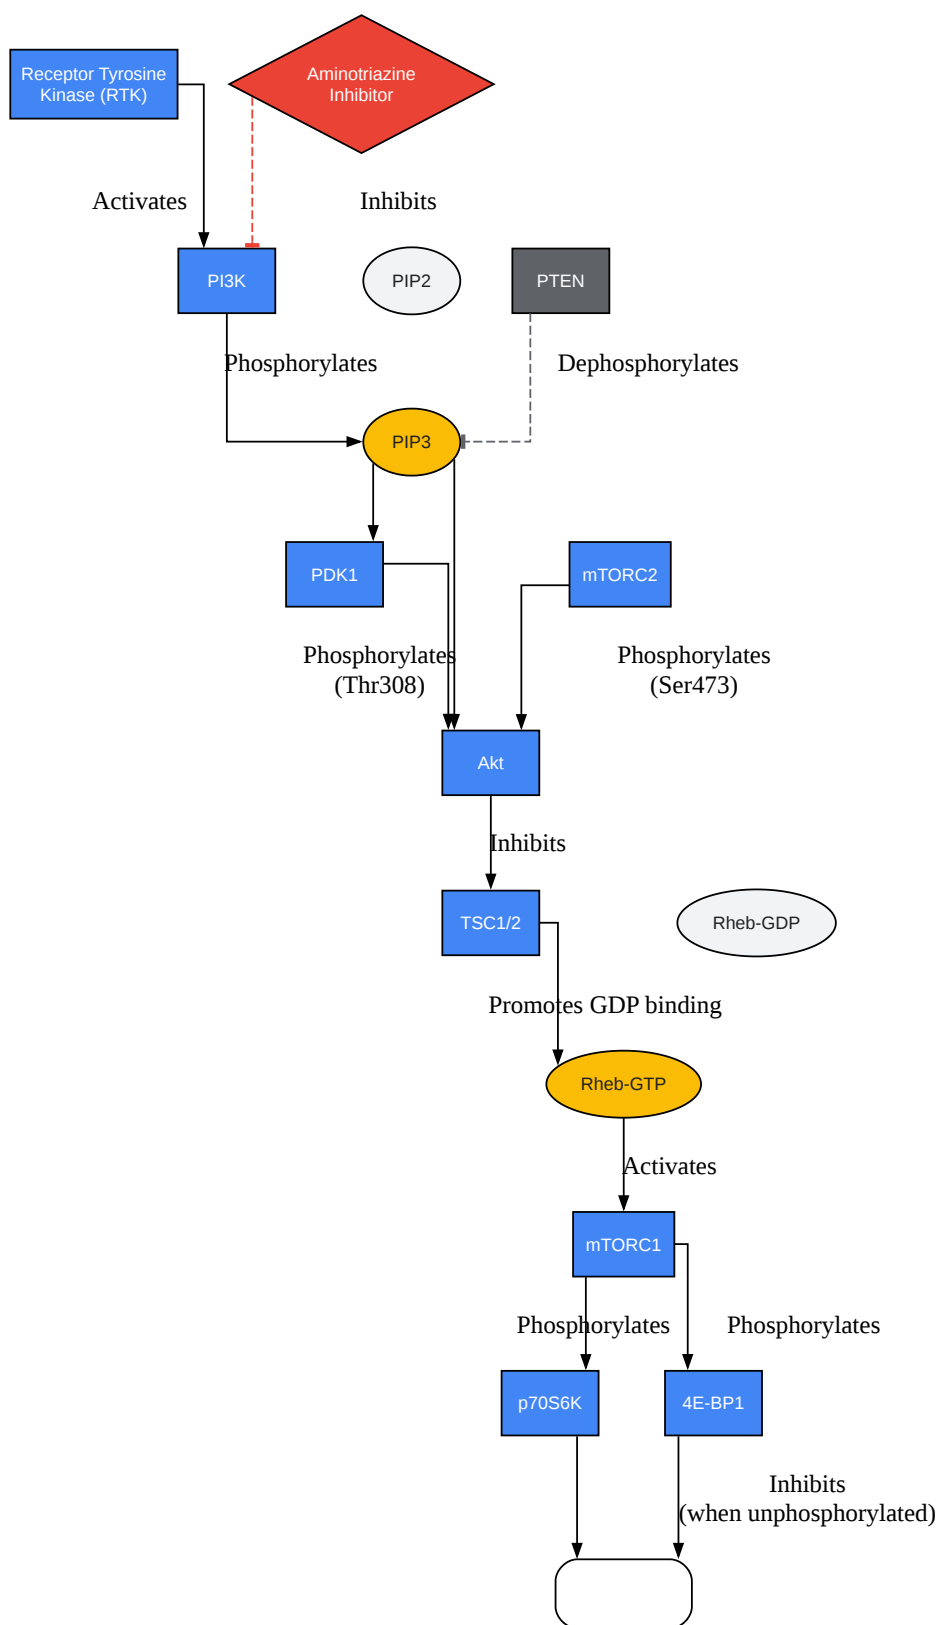 Receptor Tyrosine
Kinase (RTK)
Aminotriazine
Inhibitor
Activates
Inhibits
PI3K
PIP2
PTEN
Phosphorylates
Dephosphorylates
PIP3
PDK1
mTORC2
Phosphorylates
(Thr308)
Phosphorylates
(Ser473)
Akt
Inhibits
TSC1/2
Rheb-GDP
Promotes GDP binding
Rheb-GTP
Activates
mTORC1
Phosphorylates
Phosphorylates
p70S6K
4E-BP1
Inhibits
(when unphosphorylated)